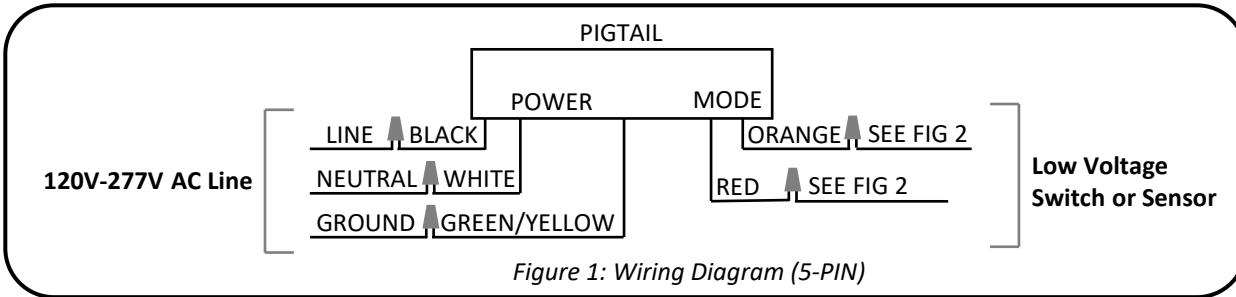 PIGTAIL
POWER MODE
LINE BLACK ORANGE SEE FIG 2
120V-277V AC Line NEUTRAL WHITE RED SEE FIG 2 Low Voltage
Switch or Sensor
GROUND GREEN/YELLOW
Figure 1: Wiring Diagram (5-PIN)